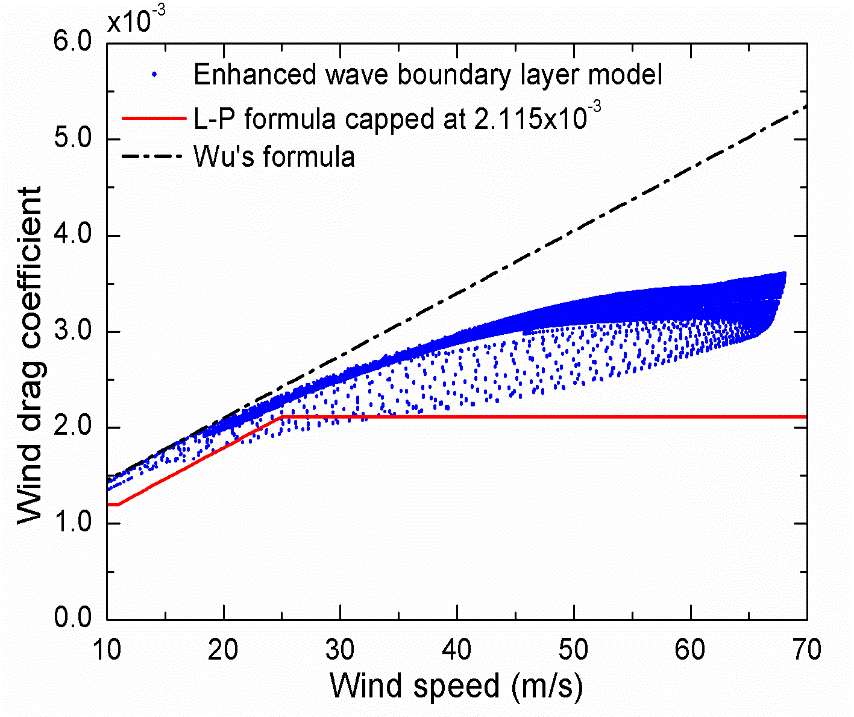 x10-3
6.0
Enhanced wave boundary layer model
L-P formula capped at 2.115x10-3
Wu's formula
5.0
4.0
3.0
2.0
1.0
0.0
Wind drag coefficient
10 20 30 40 50 60 70
Wind speed (m/s)